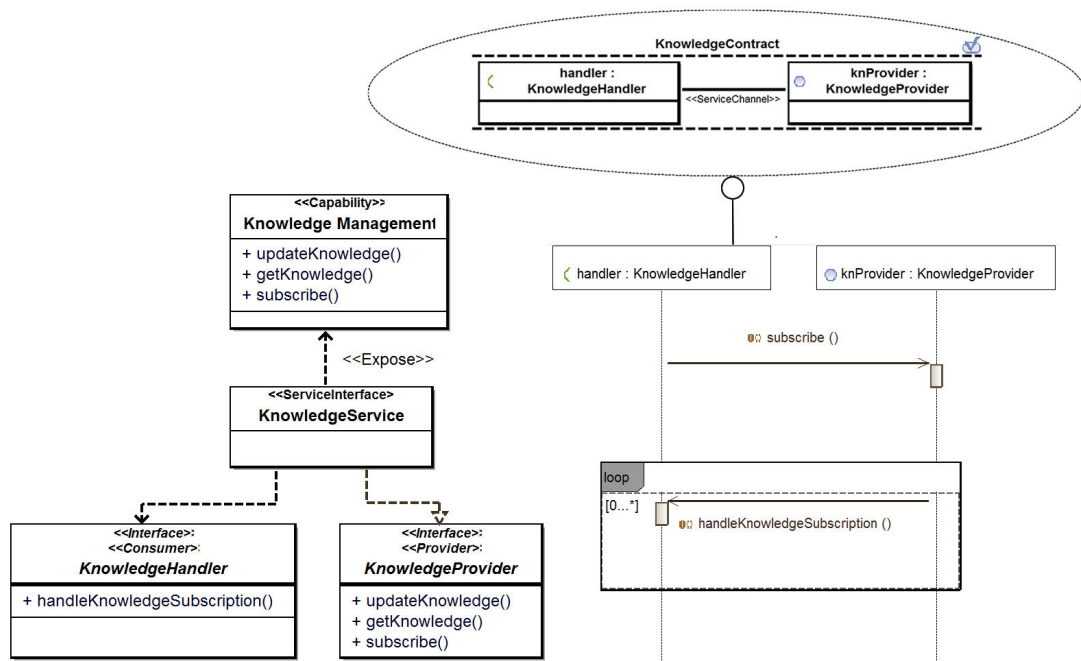 KnowledgeContract
handler :
KnowledgeHandler
<<ServiceChannel>>
knProvider :
KnowledgeProvider
<<Capability>>
Knowledge Management
+ updateKnowledge()
+ getKnowledge()
+ subscribe()
<<Expose>>
<<ServiceInterface>
KnowledgeService
<<Interface>:
<<Consumer>:
KnowledgeHandler
+ handleKnowledgeSubscription()
<<Interface>:
<<Provider>:
KnowledgeProvider
+ updateKnowledge()
+ getKnowledge()
+ subscribe()
handler : KnowledgeHandler
knProvider : KnowledgeProvider
subscribe ()
loop
[0...*]
handleKnowledgeSubscription ()